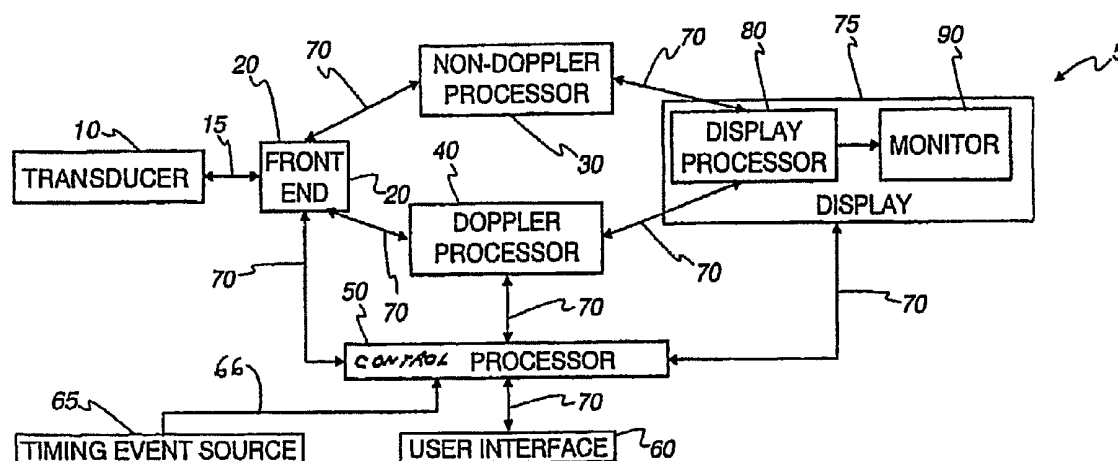 70
80
75
5
20
NON-DOPPLER
PROCESSOR
70
90
10
15
FRONT
END
30
DISPLAY
PROCESSOR
MONITOR
TRANSDUCER
40
20
DOPPLER
PROCESSOR
DISPLAY
70
70
70
50
70
70
CONTROL PROCESSOR
66
65
70
TIMING EVENT SOURCE
USER INTERFACE
60